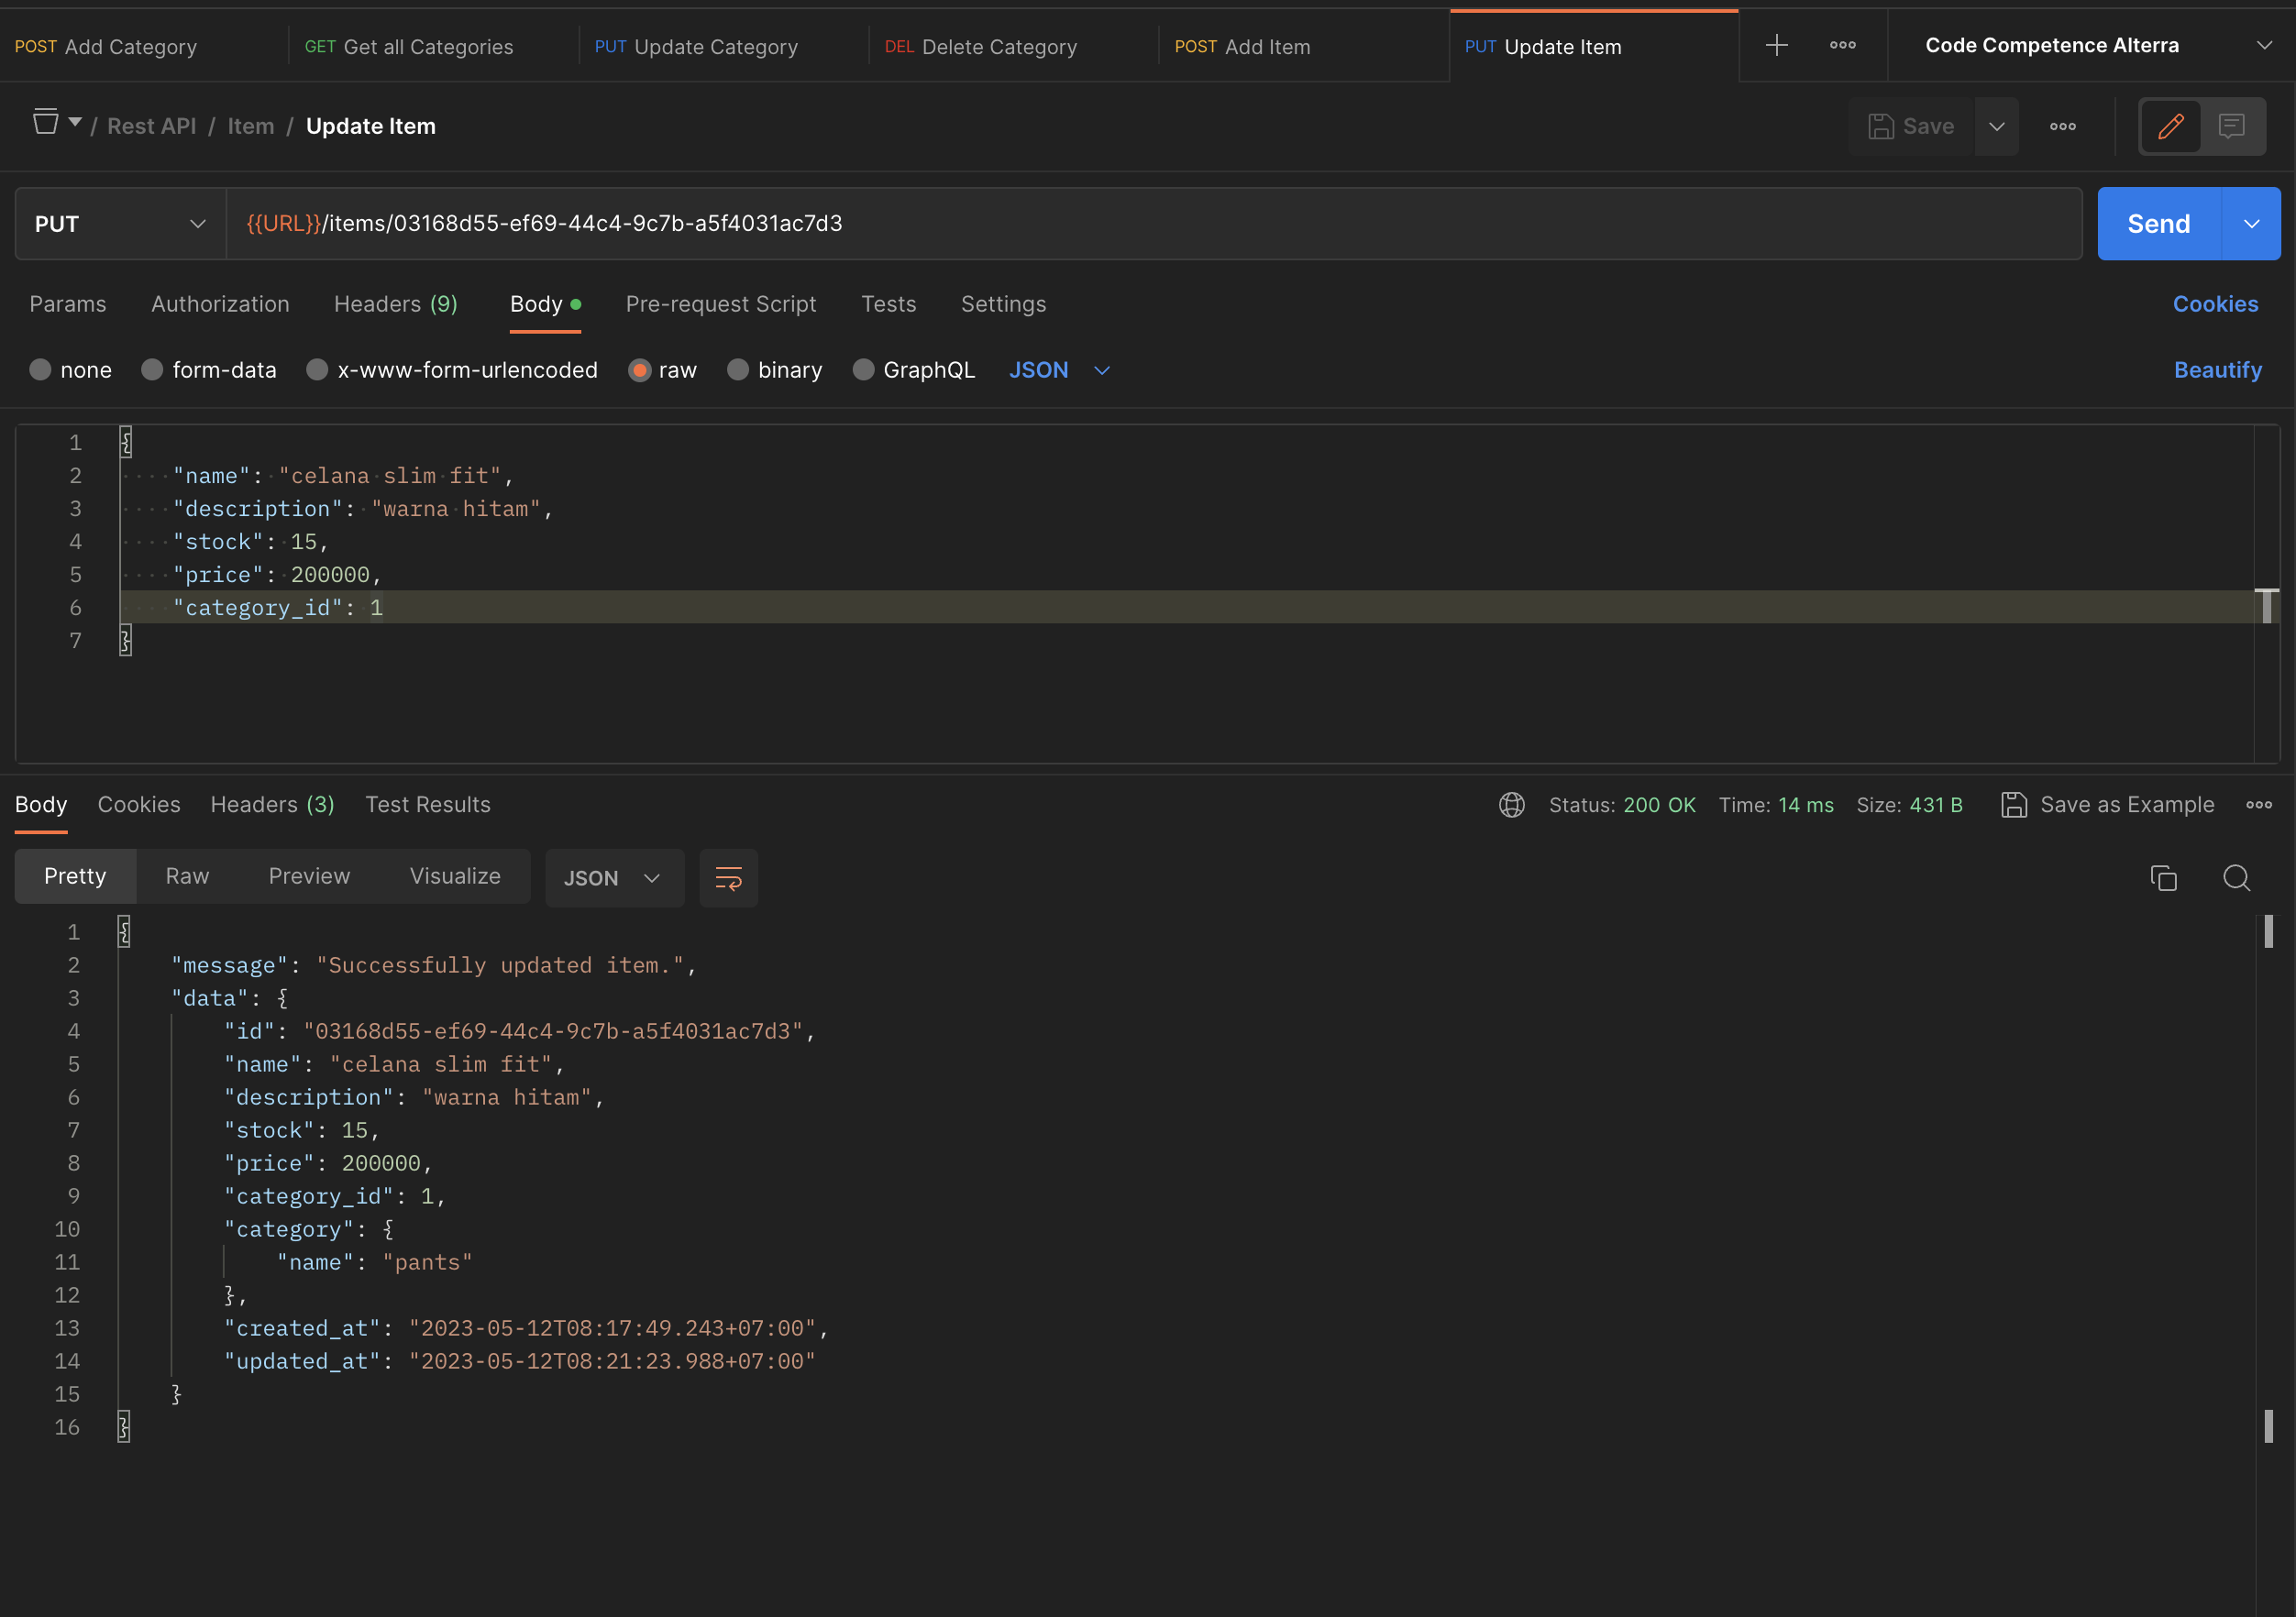 POST Add Category GET Get all Categories PUT Update Category DEL Delete Category POST Add Item PUT Update Item Code Competence Alterra
/ Rest API / Item / Update Item Save
PUT {{URL}}/items/03168d55-ef69-44c4-9c7b-a5f4031ac7d3 Send
Params Authorization Headers (9) Body Pre-request Script Tests Settings Cookies
none form-data x-www-form-urlencoded raw binary GraphQL JSON Beautify
1 {
2 "name": "celana slim fit",
3 "description": "warna hitam",
4 "stock": 15,
5 "price": 200000,
6 "category_id": 1
7 }
Body Cookies Headers (3) Test Results Status: 200 OK Time: 14 ms Size: 431 B Save as Example
Pretty Raw Preview Visualize JSON
1 {
2 "message": "Successfully updated item.",
3 "data": {
4 "id": "03168d55-ef69-44c4-9c7b-a5f4031ac7d3",
5 "name": "celana slim fit",
6 "description": "warna hitam",
7 "stock": 15,
8 "price": 200000,
9 "category_id": 1,
10 "category": {
11 "name": "pants"
12 },
13 "created_at": "2023-05-12T08:17:49.243+07:00",
14 "updated_at": "2023-05-12T08:21:23.988+07:00"
15 }
16 }